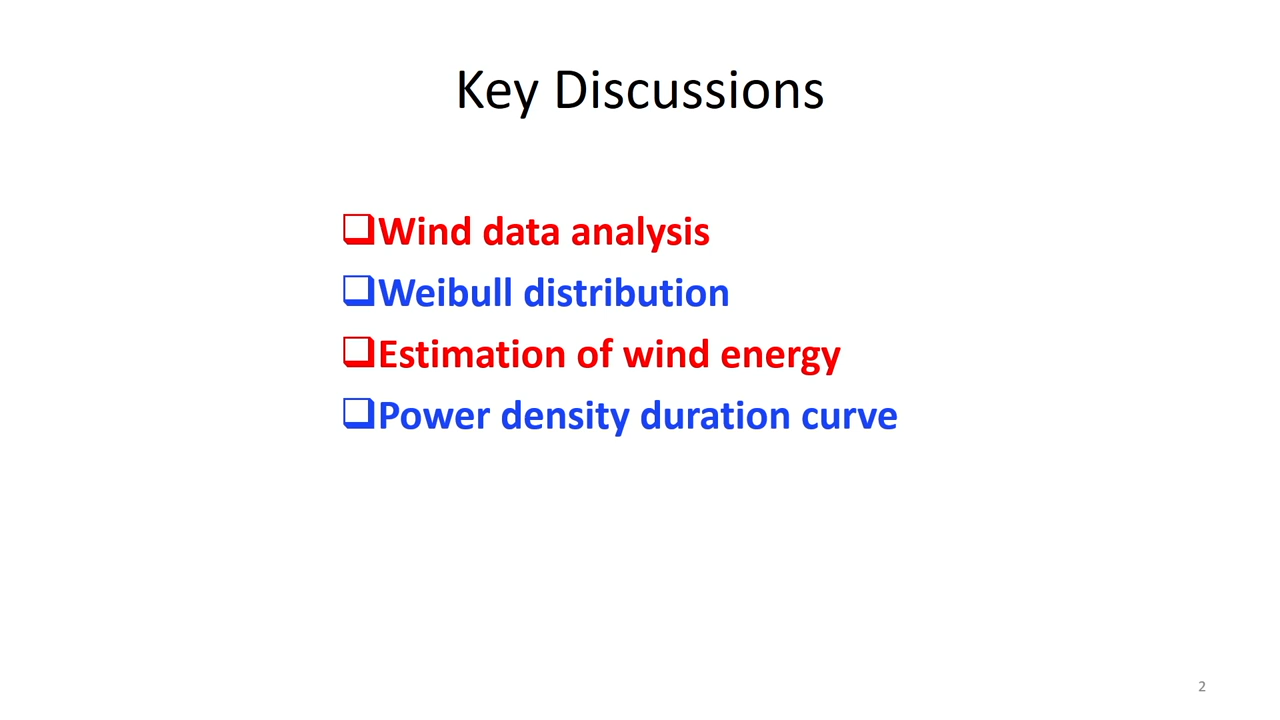 Key Discussions
❑Wind data analysis
❑Weibull distribution
❑Estimation of wind energy
❑Power density duration curve
2